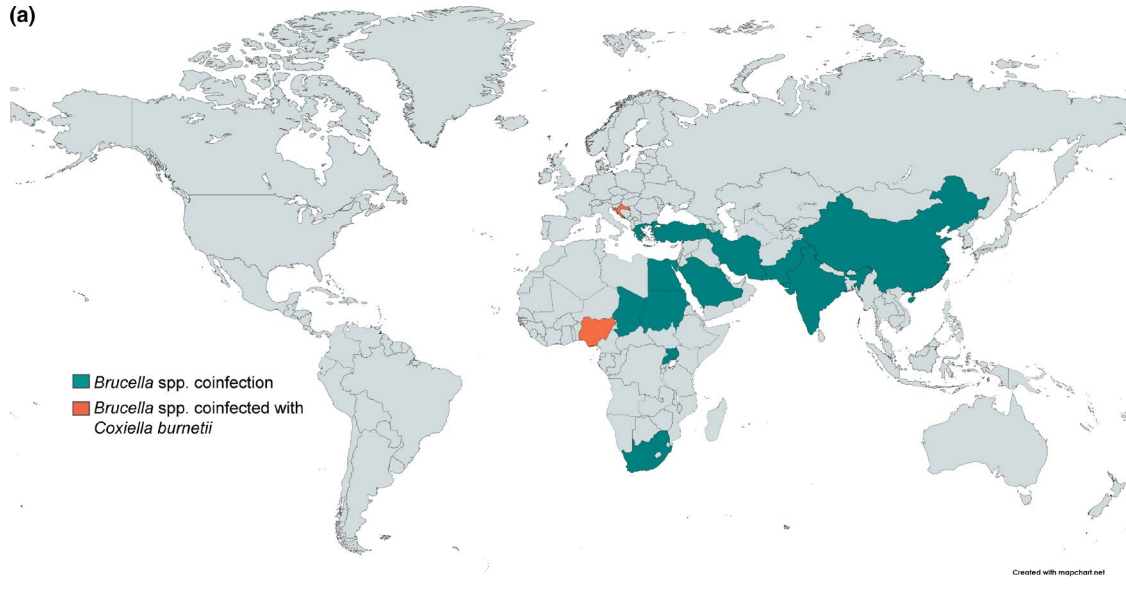 (a)
Brucella spp. coinfection
Brucella spp. coinfected with
Coxiella burnetii
Created with mapchart.net